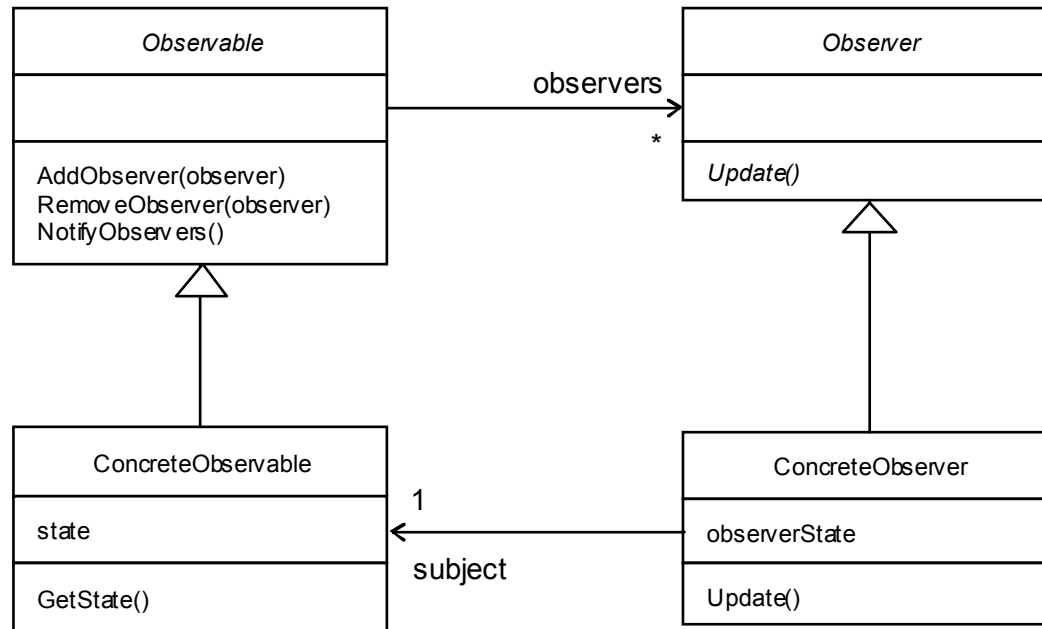 Observable
Observer
observers
*
AddObserver(observer)
RemoveObserver(observer)
NotifyObservers()
Update()
ConcreteObservable
ConcreteObserver
1
state
observerState
subject
GetState()
Update()